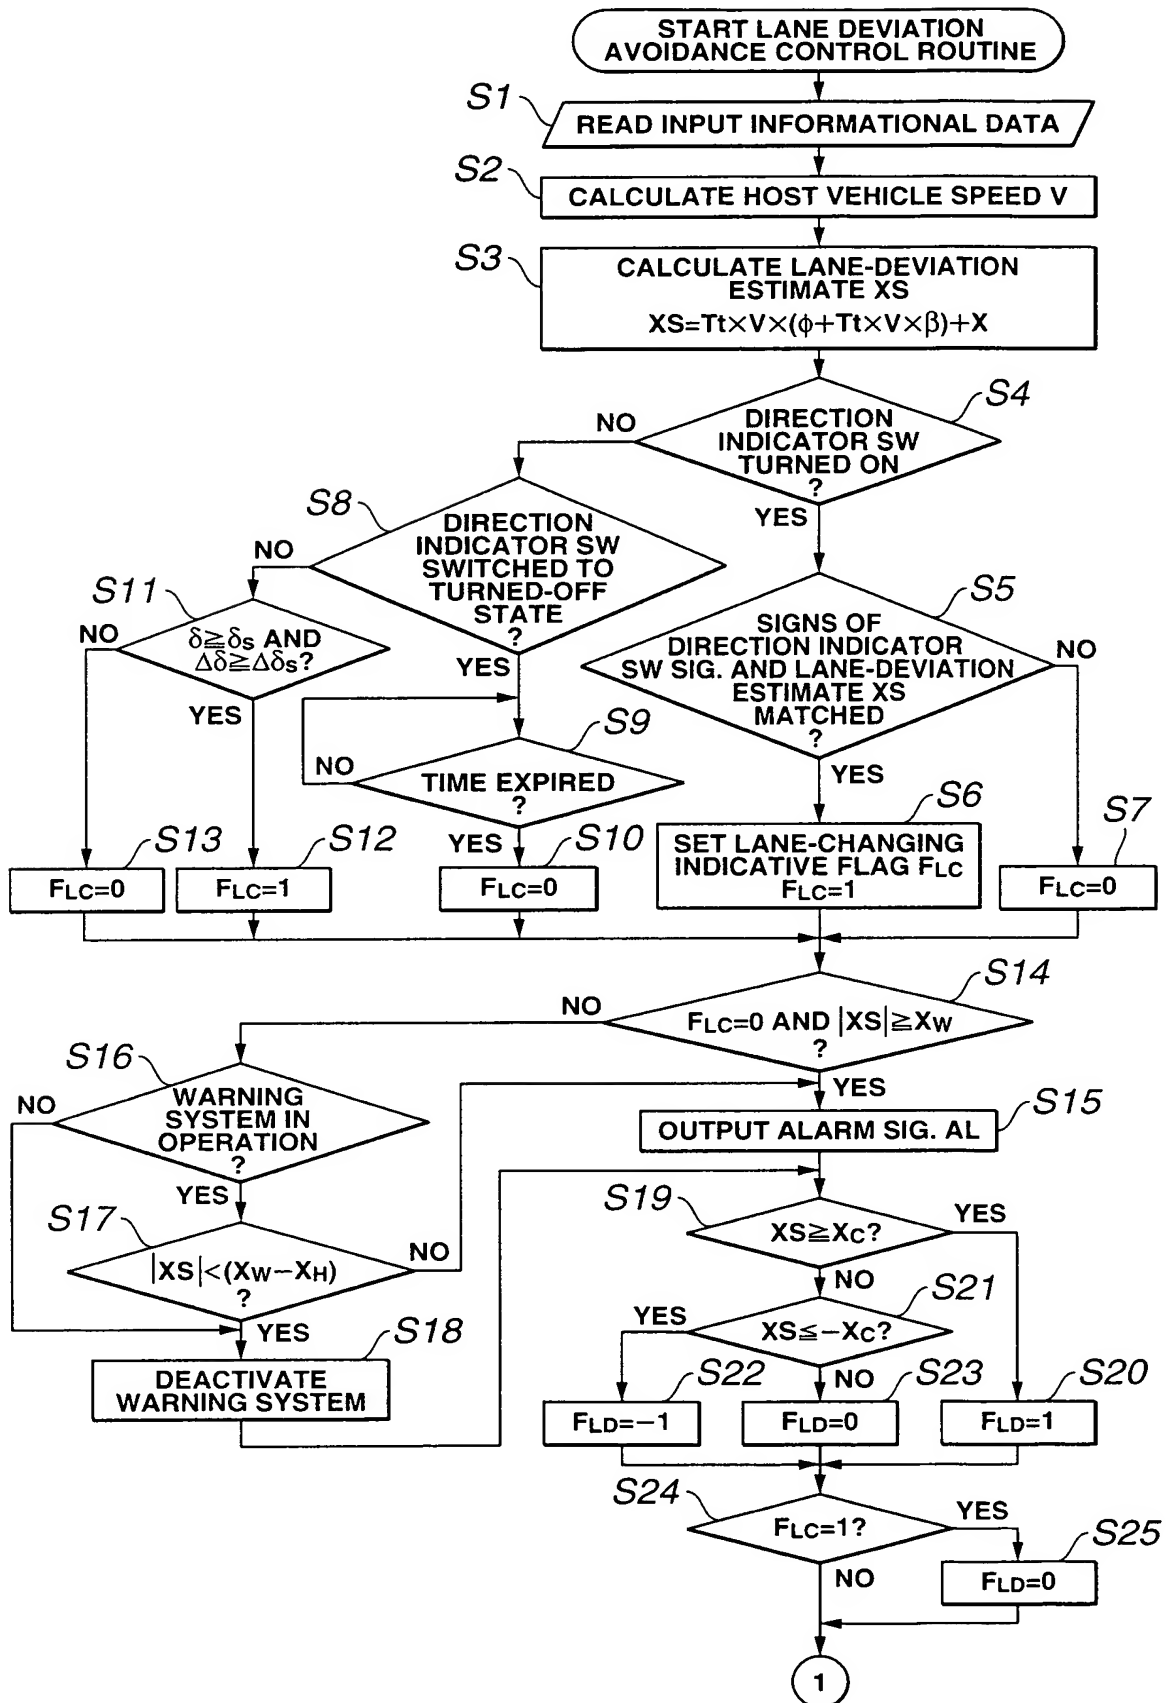 START LANE DEVIATION
AVOIDANCE CONTROL ROUTINE
S1
READ INPUT INFORMATIONAL DATA
S2
CALCULATE HOST VEHICLE SPEED V
S3
CALCULATE LANE-DEVIATION
ESTIMATE XS
XS=Tt×V×(ϕ+Tt×V×β)+X
S4
DIRECTION
INDICATOR SW
TURNED ON
?
NO
YES
S8
DIRECTION
INDICATOR SW
SWITCHED TO
TURNED-OFF
STATE
?
NO
YES
S5
SIGNS OF
DIRECTION INDICATOR
SW SIG. AND LANE-DEVIATION
ESTIMATE XS
MATCHED
?
NO
YES
S11
δ≧δs AND
Δδ≧Δδs?
NO
YES
S9
TIME EXPIRED
?
NO
YES
S13
FLC=0
S12
FLC=1
S10
FLC=0
S6
SET LANE-CHANGING
INDICATIVE FLAG FLC
FLC=1
S7
FLC=0
S14
FLC=0 AND |XS|≧XW
?
NO
YES
S16
WARNING
SYSTEM IN
OPERATION
?
NO
YES
S15
OUTPUT ALARM SIG. AL
S17
|XS|<(XW−XH)
?
NO
YES
S18
DEACTIVATE
WARNING SYSTEM
S19
XS≧XC?
YES
NO
S21
XS≦−XC?
YES
NO
S22
FLD=−1
S23
FLD=0
S20
FLD=1
S24
FLC=1?
YES
NO
S25
FLD=0
1